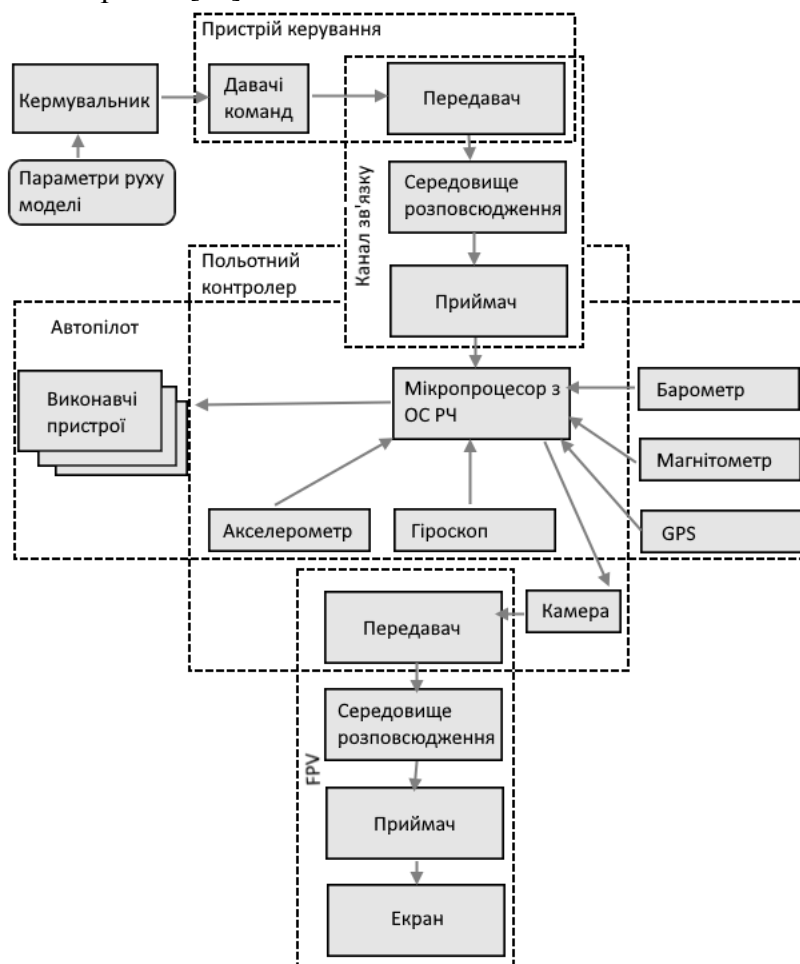 Пристрій керування
Кермувальник
Давачі
команд
Передавач
Параметри руху
моделі
Канал зв'язку
Середовище
розповсюдження
Польотний
контролер
Приймач
Автопілот
Виконавчі
пристрої
Мікропроцесор з
ОС РЧ
Барометр
Магнітометр
Акселерометр
Гіроскоп
GPS
Камера
Передавач
FPV
Середовище
розповсюдження
Приймач
Екран